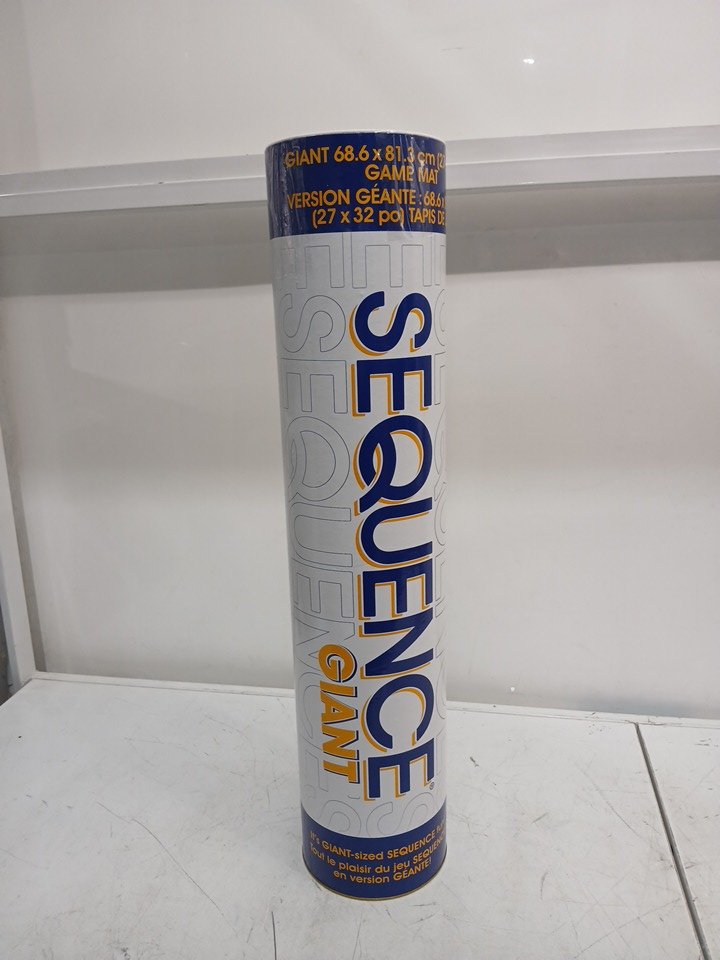 GIANT 68.6 x 81.3 cm
GAME MAT
VERSION GÉANTE : 68.6
(27 x 32 po) TAPIS DE
SEQUENCE
GIANT
It's GIANT-sized SEQUENCE
Tout le plaisir du jeu SEQUENCE
en version GÉANTE!